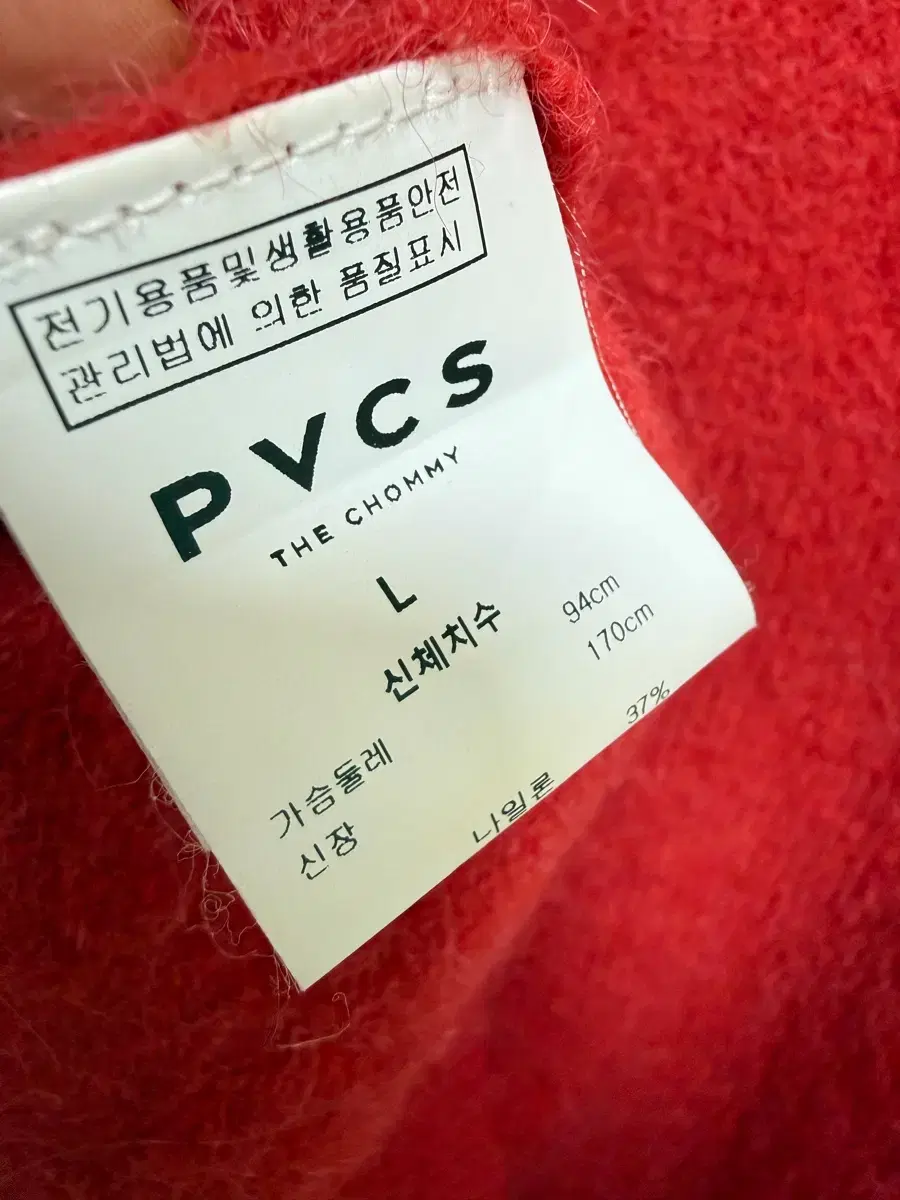 전기용품및생활용품안전
관리법에 의한 품질표시
PVCS
THE CHOMMY
L
신체치수
가슴둘레 94cm
신장 170cm
나일론 37%